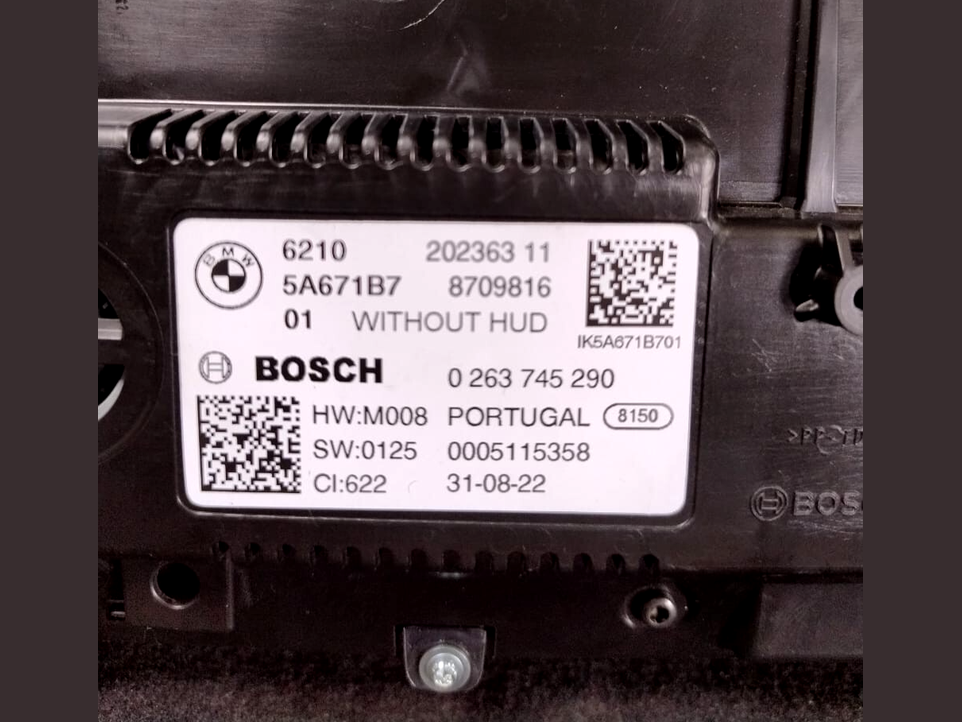 BMW
6210 202363 11
5A671B7 8709816
01 WITHOUT HUD
IK5A671B701
BOSCH 0 263 745 290
HW:M008 PORTUGAL 8150
SW:0125 0005115358
CI:622 31-08-22
BOSC